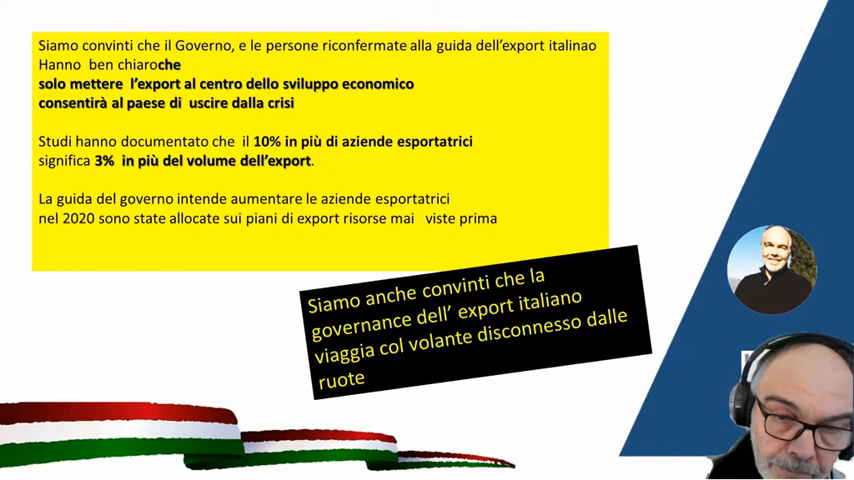 Siamo convinti che il Governo, e le persone riconfermate alla guida dell'export italinao
Hanno ben chiaroche
solo mettere l'export al centro dello sviluppo economico
consentirà al paese di uscire dalla crisi
Studi hanno documentato che il 10% in più di aziende esportatrici
significa 3% in più del volume dell'export.
La guida del governo intende aumentare le aziende esportatrici
nel 2020 sono state allocate sui piani di export risorse mai viste prima
Siamo anche convinti che la
governance dell' export italiano
viaggia col volante disconnesso dalle
ruote